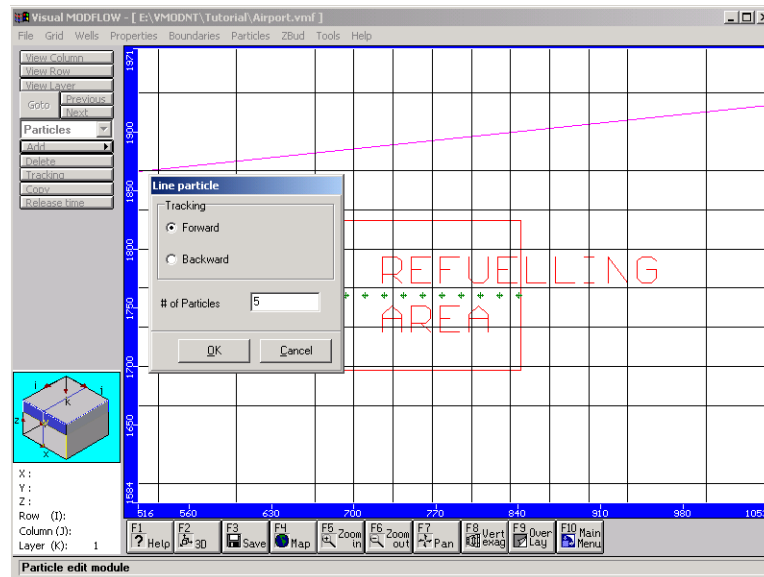 Visual MODFLOW - [ E:\VMODNT\Tutorial\Airport.vmf ]
File Grid Wells Properties Boundaries Particles ZBud Tools Help
View Column
View Row
View Layer
Goto Previous
Next
Particles
Add
Delete
Tracking
Copy
Release time
1971
1900
1850
1800
1750
1700
1650
1584
Line particle
Tracking
Forward
Backward
# of Particles 5
OK Cancel
REFUELLING
AREA
i j
K
Z
X
X :
Y :
Z :
Row (I):
Column (J):
Layer (K): 1
516 560 630 700 770 840 910 980 1053
F1 Help
F2 3D
F3 Save
F4 Map
F5 Zoom in
F6 Zoom out
F7 Pan
F8 Vert exag
F9 Over Lay
F10 Main Menu
Particle edit module